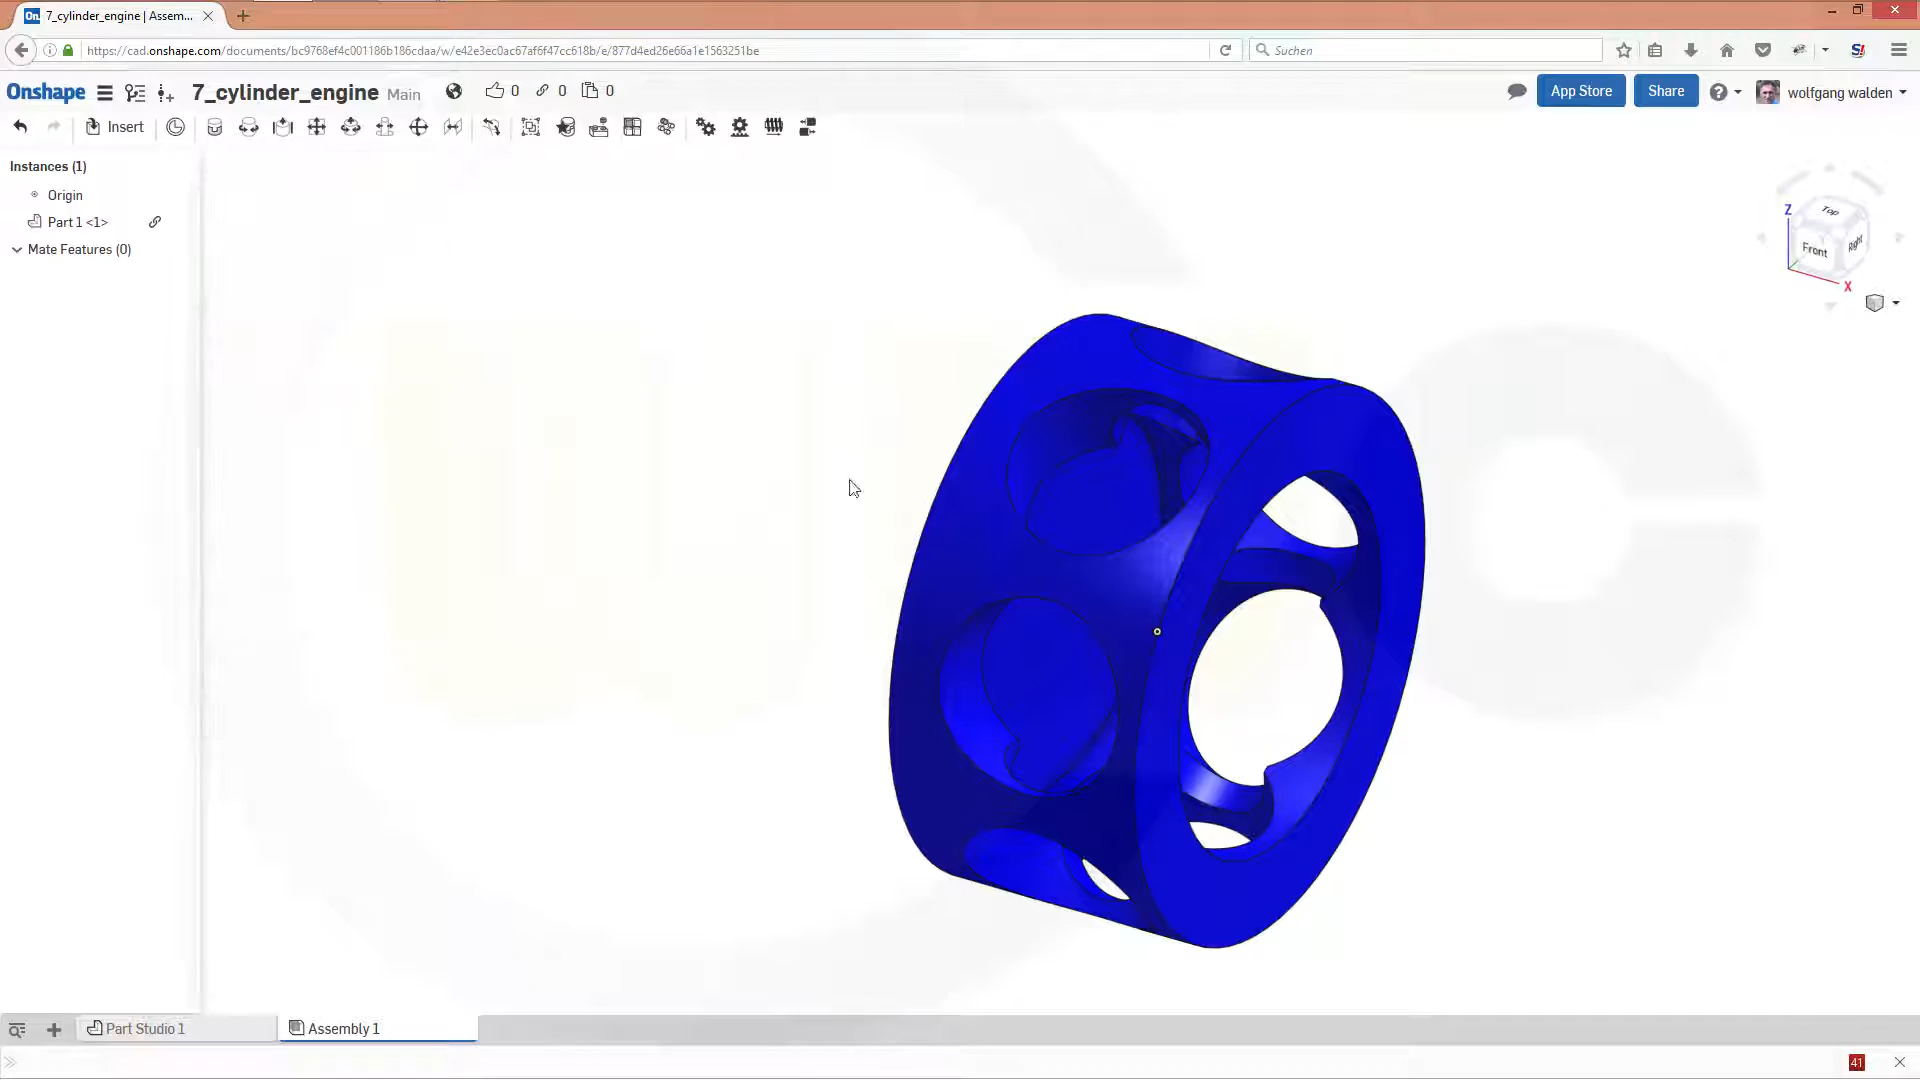 On 7_cylinder_engine | Assem...
https://cad.onshape.com/documents/bc9768ef4c001186b186cdaa/w/e42e3ec0ac67af6f47cc618b/e/877d4ed26e66a1e1563251be
Suchen
Onshape 7_cylinder_engine Main 0 0 0 App Store Share wolfgang walden
Insert
Instances (1)
Origin
Part 1 <1>
Mate Features (0)
Z Top
Front Right
X
Part Studio 1 Assembly 1
41